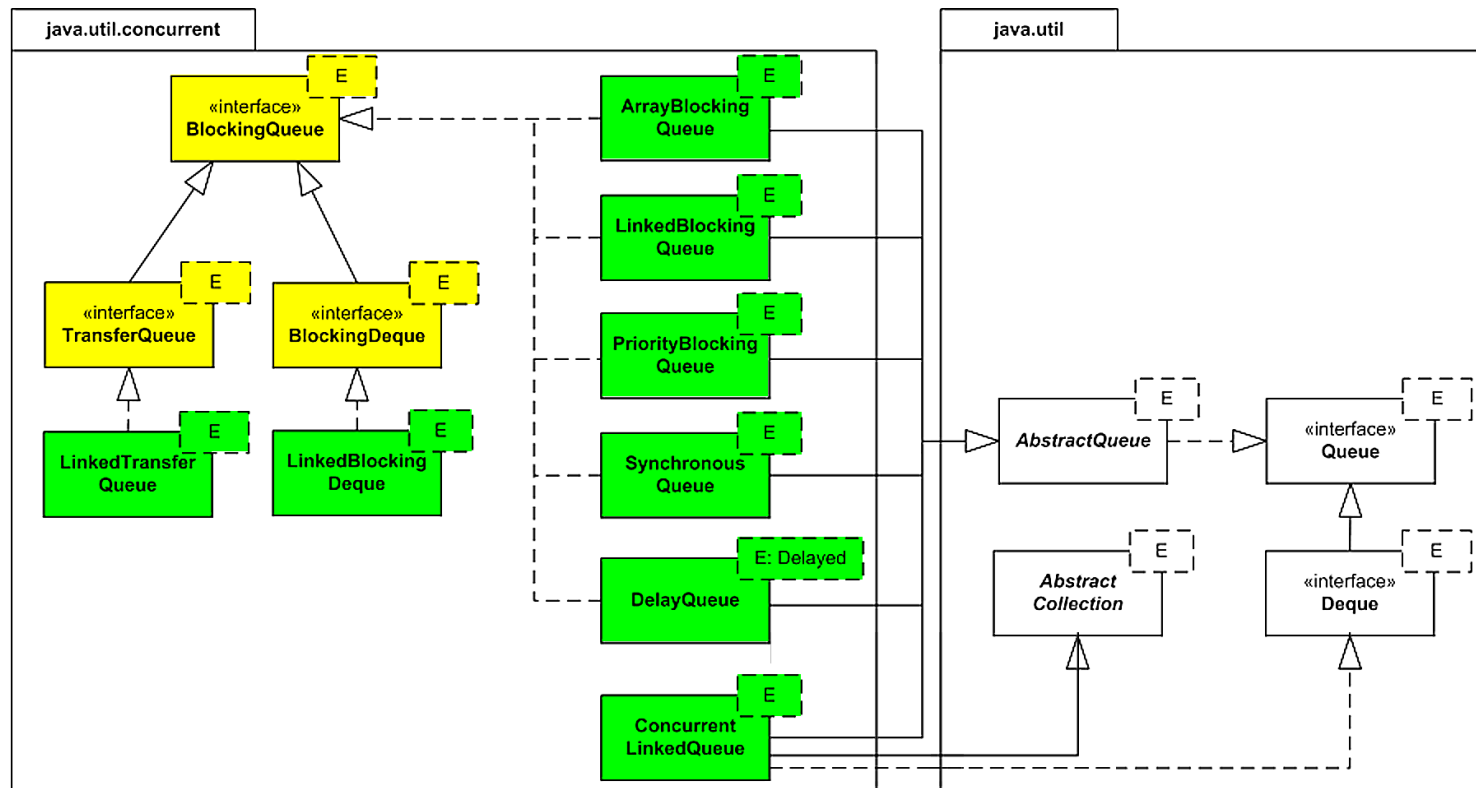 java.util.concurrent
java.util
E
«interface»
BlockingQueue
E
ArrayBlocking
Queue
E
LinkedBlocking
Queue
E
«interface»
TransferQueue
E
«interface»
BlockingDeque
E
PriorityBlocking
Queue
E
LinkedTransfer
Queue
E
LinkedBlocking
Deque
E
Synchronous
Queue
E
AbstractQueue
E
«interface»
Queue
E: Delayed
DelayQueue
E
Abstract
Collection
E
«interface»
Deque
E
Concurrent
LinkedQueue